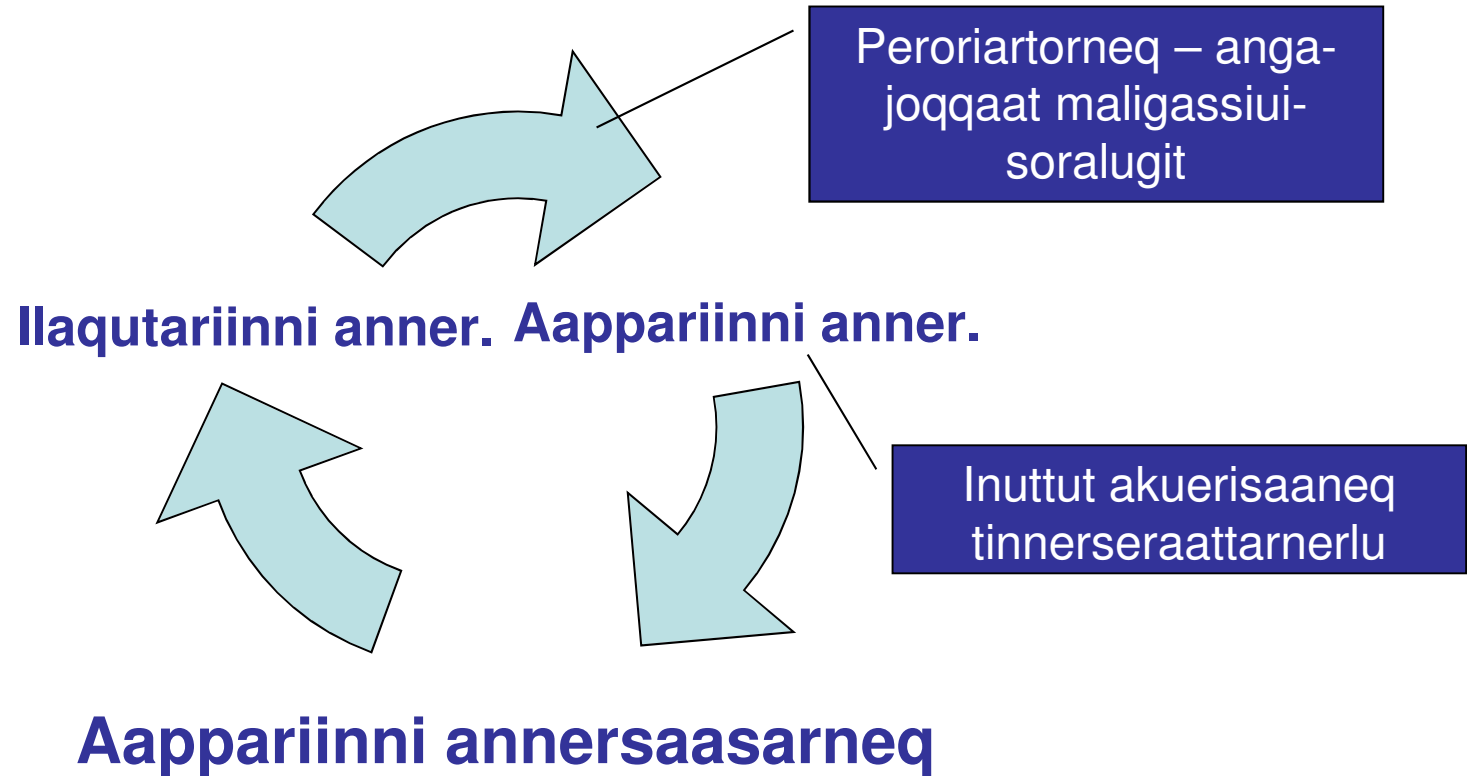 Peroriartorneq – anga-
joqqaat maligassiui-
soralugit
Ilaqutariinni anner. Aappariinni anner.
Inuttut akuerisaaneq
tinnerseraattarnerlu
Aappariinni annersaasarneq